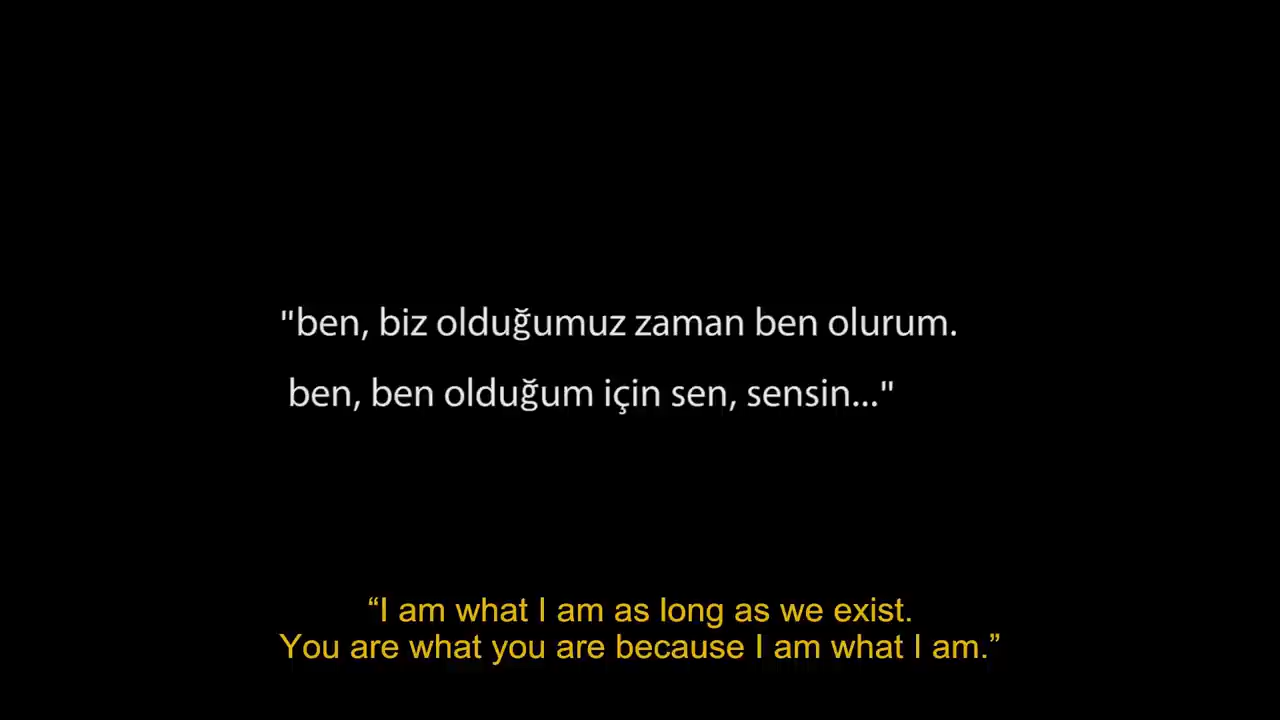 "ben, biz olduğumuz zaman ben olurum.
ben, ben olduğum için sen, sensin..."
“I am what I am as long as we exist.
You are what you are because I am what I am.”